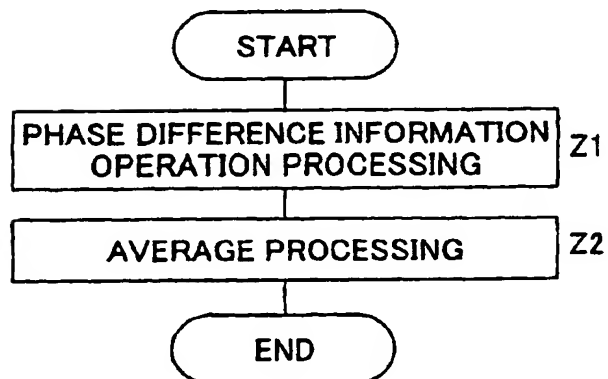 START
PHASE DIFFERENCE INFORMATION
OPERATION PROCESSING
Z1
AVERAGE PROCESSING
Z2
END